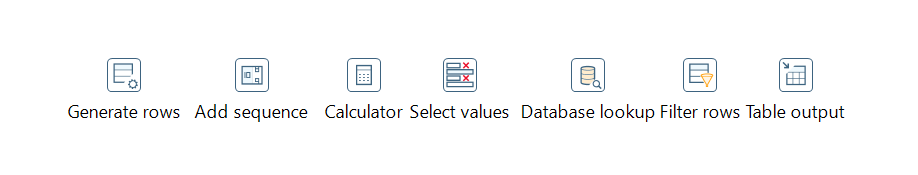 Generate rows Add sequence Calculator Select values Database lookup Filter rows Table output